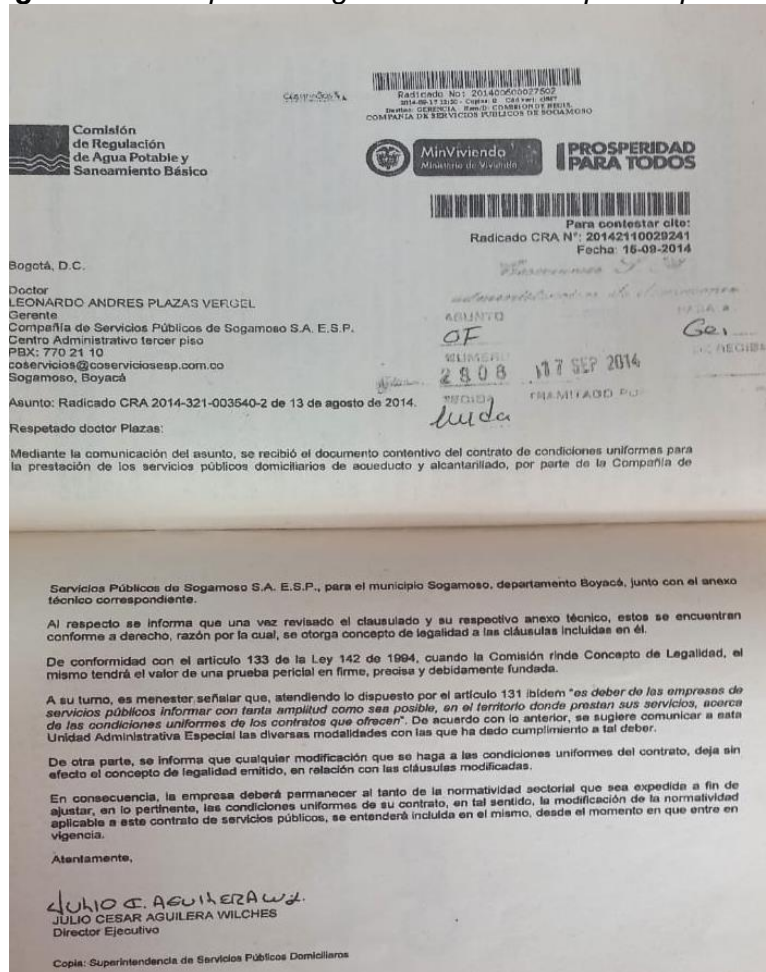 Radicado No: 201400600027502
COMPANIA DE SERVICIOS PUBLICOS DE SOGAMOSO
Comisión
de Regulación
de Agua Potable y
Saneamiento Básico
MinVivienda
Ministerio de Vivienda
PROSPERIDAD
PARA TODOS
Para contestar cite:
Radicado CRA N°: 20142110029241
Fecha: 15-09-2014
Bogotá, D.C.
Doctor
LEONARDO ANDRES PLAZAS VERGEL
Gerente
Compañía de Servicios Públicos de Sogamoso S.A. E.S.P.
Centro Administrativo tercer piso
PBX: 770 21 10
coservicios@coserviciosesp.com.co
Sogamoso, Boyacá
ASUNTO
OF
2808 17 SEP 2014
Asunto: Radicado CRA 2014-321-003540-2 de 13 de agosto de 2014.
Respetado doctor Plazas:
Mediante la comunicación del asunto, se recibió el documento contentivo del contrato de condiciones uniformes para
la prestación de los servicios públicos domiciliarios de acueducto y alcantarillado, por parte de la Compañía de
Servicios Públicos de Sogamoso S.A. E.S.P., para el municipio Sogamoso, departamento Boyacá, junto con el anexo
técnico correspondiente.
Al respecto se informa que una vez revisado el clausulado y su respectivo anexo técnico, estos se encuentran
conforme a derecho, razón por la cual, se otorga concepto de legalidad a las cláusulas incluidas en él.
De conformidad con el artículo 133 de la Ley 142 de 1994, cuando la Comisión rinde Concepto de Legalidad, el
mismo tendrá el valor de una prueba pericial en firme, precisa y debidamente fundada.
A su turno, es menester señalar que, atendiendo lo dispuesto por el artículo 131 ibídem "es deber de las empresas de
servicios públicos informar con tanta amplitud como sea posible, en el territorio donde prestan sus servicios, acerca
de las condiciones uniformes de los contratos que ofrecen". De acuerdo con lo anterior, se sugiere comunicar a esta
Unidad Administrativa Especial las diversas modalidades con las que ha dado cumplimiento a tal deber.
De otra parte, se informa que cualquier modificación que se haga a las condiciones uniformes del contrato, deja sin
efecto el concepto de legalidad emitido, en relación con las cláusulas modificadas.
En consecuencia, la empresa deberá permanecer al tanto de la normatividad sectorial que sea expedida a fin de
ajustar, en lo pertinente, las condiciones uniformes de su contrato, en tal sentido, la modificación de la normatividad
aplicable a este contrato de servicios públicos, se entenderá incluida en el mismo, desde el momento en que entre en
vigencia.
Atentamente,
JULIO C. AGUILERA W.
JULIO CESAR AGUILERA WILCHES
Director Ejecutivo
Copia: Superintendencia de Servicios Públicos Domiciliaros